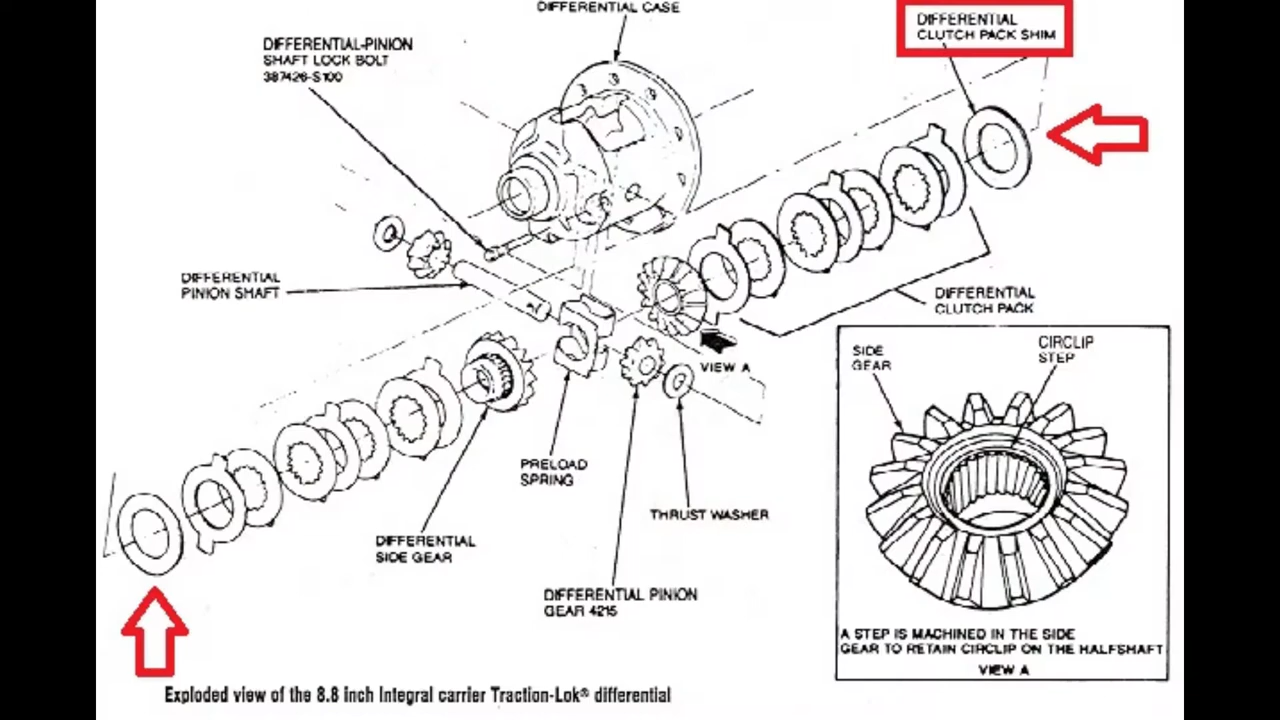 DIFFERENTIAL CASE
DIFFERENTIAL
CLUTCH PACK SHIM
DIFFERENTIAL-PINION
SHAFT LOCK BOLT
387426-S100
DIFFERENTIAL
PINION SHAFT
DIFFERENTIAL
CLUTCH PACK
VIEW A
SIDE
GEAR
CIRCLIP
STEP
PRELOAD
SPRING
THRUST WASHER
DIFFERENTIAL
SIDE GEAR
DIFFERENTIAL PINION
GEAR 4215
A STEP IS MACHINED IN THE SIDE
GEAR TO RETAIN CIRCLIP ON THE HALFSHAFT
VIEW A
Exploded view of the 8.8 inch Integral carrier Traction-Lok® differential